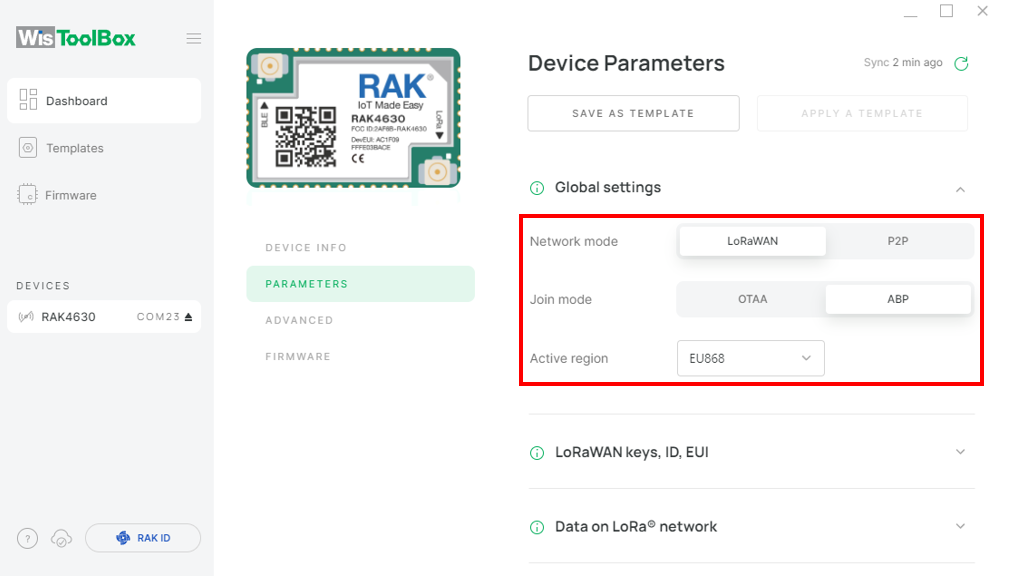 WisToolBox
Dashboard
Templates
Firmware
DEVICES
RAK4630 COM23
?
RAK ID
RAK®
IoT Made Easy
RAK4630
FCC ID:2AF6B-RAK4630
DevEUI: AC1F09
FFFE03BACE
CE
BLE
LoRa
DEVICE INFO
PARAMETERS
ADVANCED
FIRMWARE
Device Parameters
Sync 2 min ago
SAVE AS TEMPLATE
APPLY A TEMPLATE
Global settings
Network mode LoRaWAN P2P
Join mode OTAA ABP
Active region EU868
LoRaWAN keys, ID, EUI
Data on LoRa® network